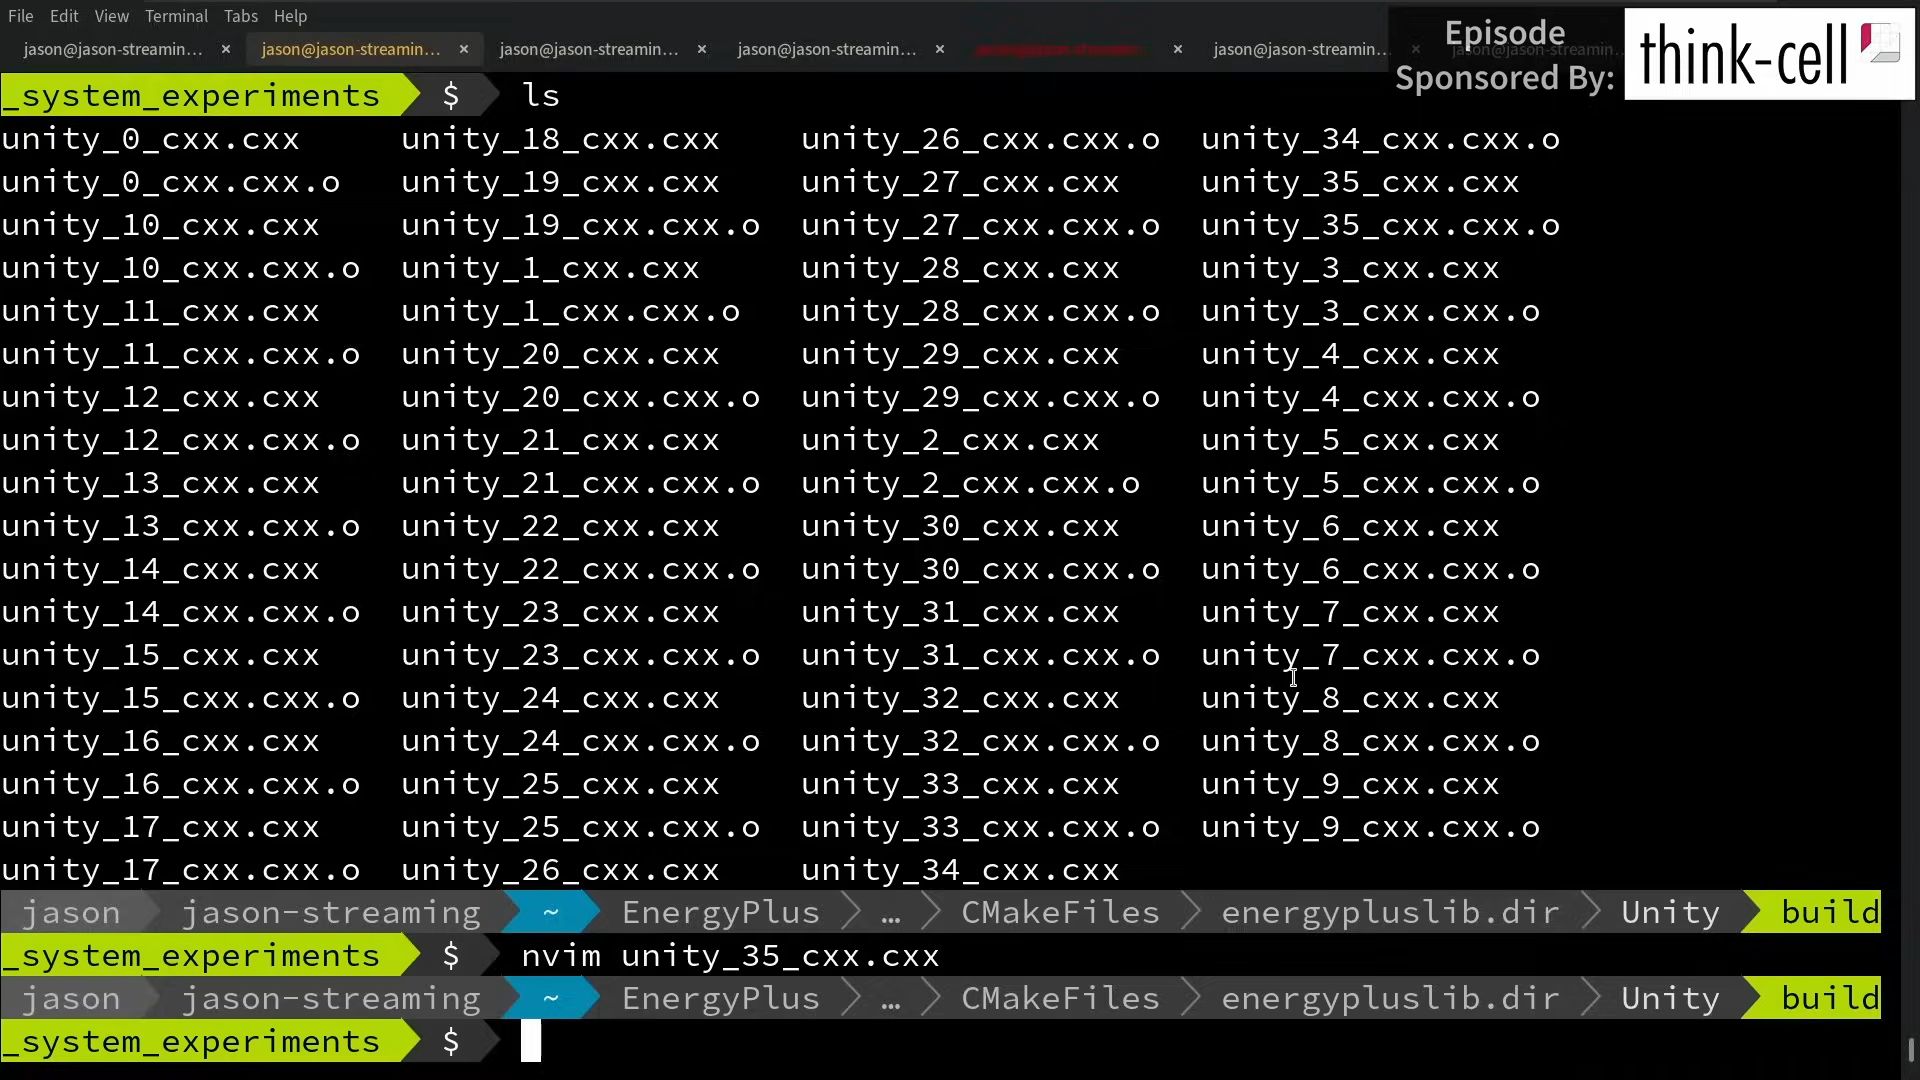 File Edit View Terminal Tabs Help
jason@jason-streamin... × jason@jason-streamin... × jason@jason-streamin... × jason@jason-streamin... × × jason@jason-streamin... ×
Episode
Sponsored By:
think-cell
_system_experiments $ ls
unity_0_cxx.cxx unity_18_cxx.cxx unity_26_cxx.cxx.o unity_34_cxx.cxx.o
unity_0_cxx.cxx.o unity_19_cxx.cxx unity_27_cxx.cxx unity_35_cxx.cxx
unity_10_cxx.cxx unity_19_cxx.cxx.o unity_27_cxx.cxx.o unity_35_cxx.cxx.o
unity_10_cxx.cxx.o unity_1_cxx.cxx unity_28_cxx.cxx unity_3_cxx.cxx
unity_11_cxx.cxx unity_1_cxx.cxx.o unity_28_cxx.cxx.o unity_3_cxx.cxx.o
unity_11_cxx.cxx.o unity_20_cxx.cxx unity_29_cxx.cxx unity_4_cxx.cxx
unity_12_cxx.cxx unity_20_cxx.cxx.o unity_29_cxx.cxx.o unity_4_cxx.cxx.o
unity_12_cxx.cxx.o unity_21_cxx.cxx unity_2_cxx.cxx unity_5_cxx.cxx
unity_13_cxx.cxx unity_21_cxx.cxx.o unity_2_cxx.cxx.o unity_5_cxx.cxx.o
unity_13_cxx.cxx.o unity_22_cxx.cxx unity_30_cxx.cxx unity_6_cxx.cxx
unity_14_cxx.cxx unity_22_cxx.cxx.o unity_30_cxx.cxx.o unity_6_cxx.cxx.o
unity_14_cxx.cxx.o unity_23_cxx.cxx unity_31_cxx.cxx unity_7_cxx.cxx
unity_15_cxx.cxx unity_23_cxx.cxx.o unity_31_cxx.cxx.o unity_7_cxx.cxx.o
unity_15_cxx.cxx.o unity_24_cxx.cxx unity_32_cxx.cxx unity_8_cxx.cxx
unity_16_cxx.cxx unity_24_cxx.cxx.o unity_32_cxx.cxx.o unity_8_cxx.cxx.o
unity_16_cxx.cxx.o unity_25_cxx.cxx unity_33_cxx.cxx unity_9_cxx.cxx
unity_17_cxx.cxx unity_25_cxx.cxx.o unity_33_cxx.cxx.o unity_9_cxx.cxx.o
unity_17_cxx.cxx.o unity_26_cxx.cxx unity_34_cxx.cxx
jason jason-streaming ~ EnergyPlus … CMakeFiles energypluslib.dir Unity build
_system_experiments $ nvim unity_35_cxx.cxx
jason jason-streaming ~ EnergyPlus … CMakeFiles energypluslib.dir Unity build
_system_experiments $